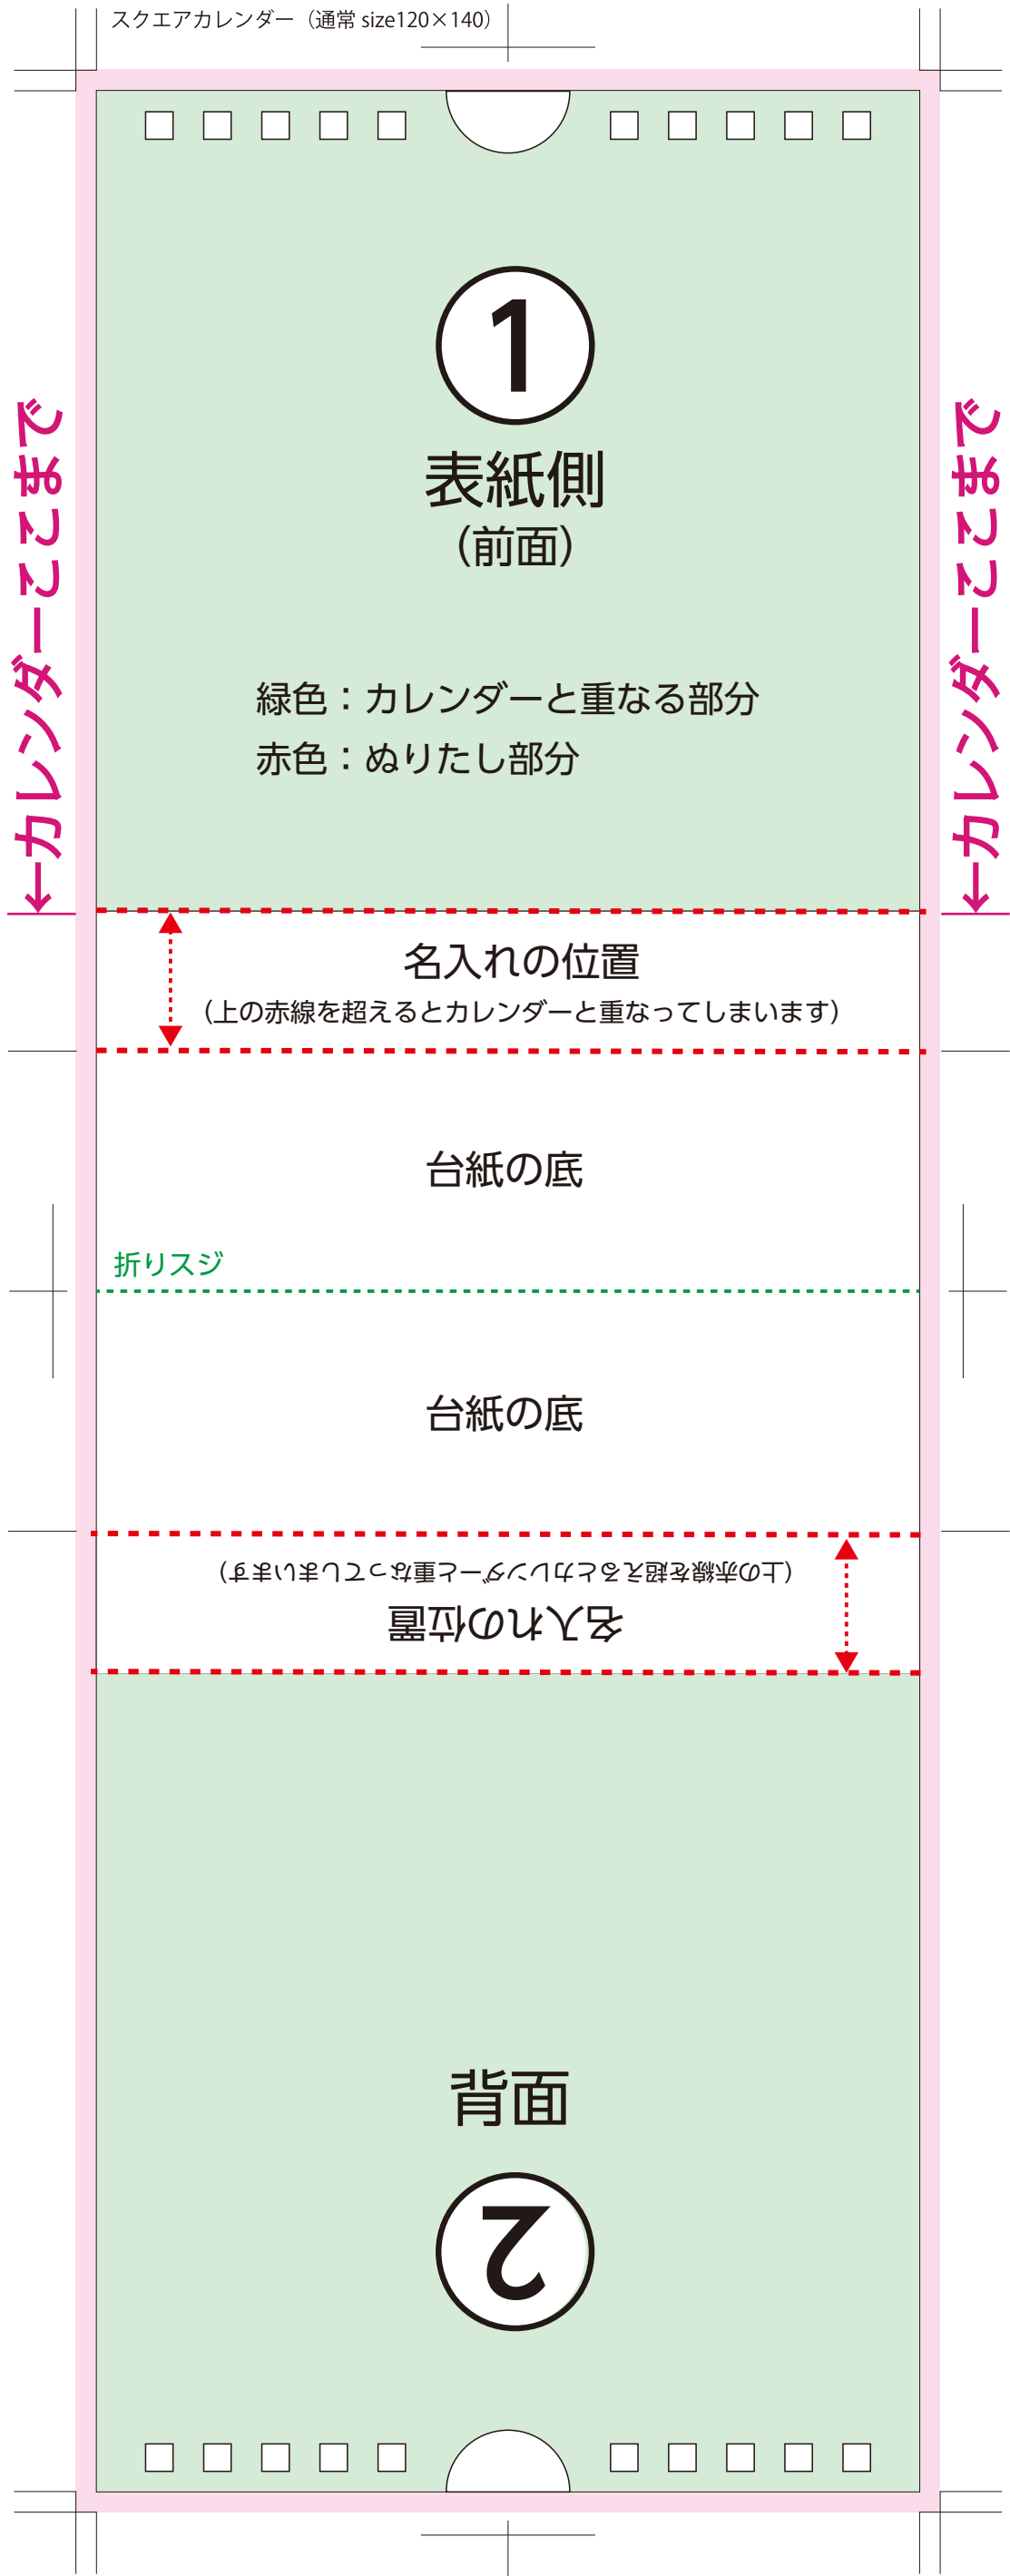 スクエアカレンダー（通常 size120×140）
1
表紙側
（前面）
←カレンダーここまで
←カレンダーここまで
緑色：カレンダーと重なる部分
赤色：ぬりたし部分
名入れの位置
（上の赤線を超えるとカレンダーと重なってしまいます）
台紙の底
折りスジ
台紙の底
名入れの位置
（上の赤線を超えるとカレンダーと重なってしまいます）
背面
2